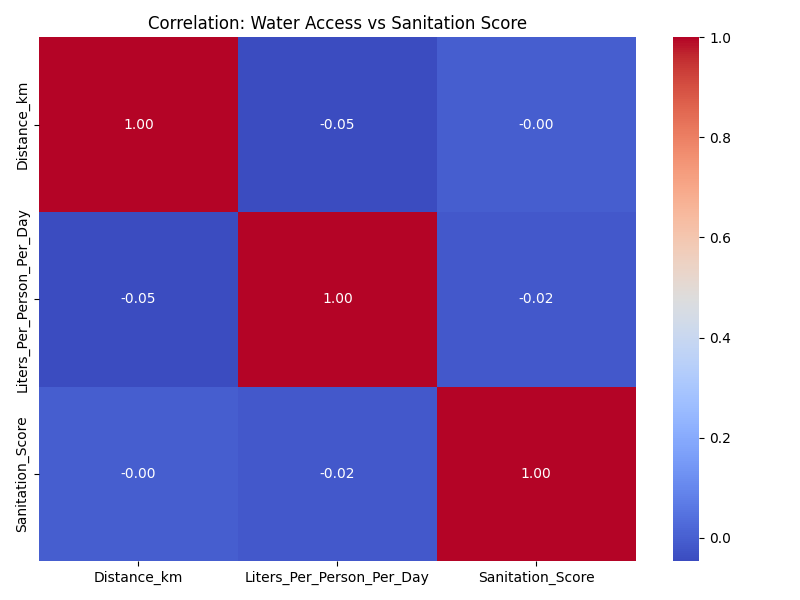 Correlation: Water Access vs Sanitation Score
Distance_km
1.00
-0.05
-0.00
Liters_Per_Person_Per_Day
-0.05
1.00
-0.02
Sanitation_Score
-0.00
-0.02
1.00
Distance_km
Liters_Per_Person_Per_Day
Sanitation_Score
1.0
0.8
0.6
0.4
0.2
0.0